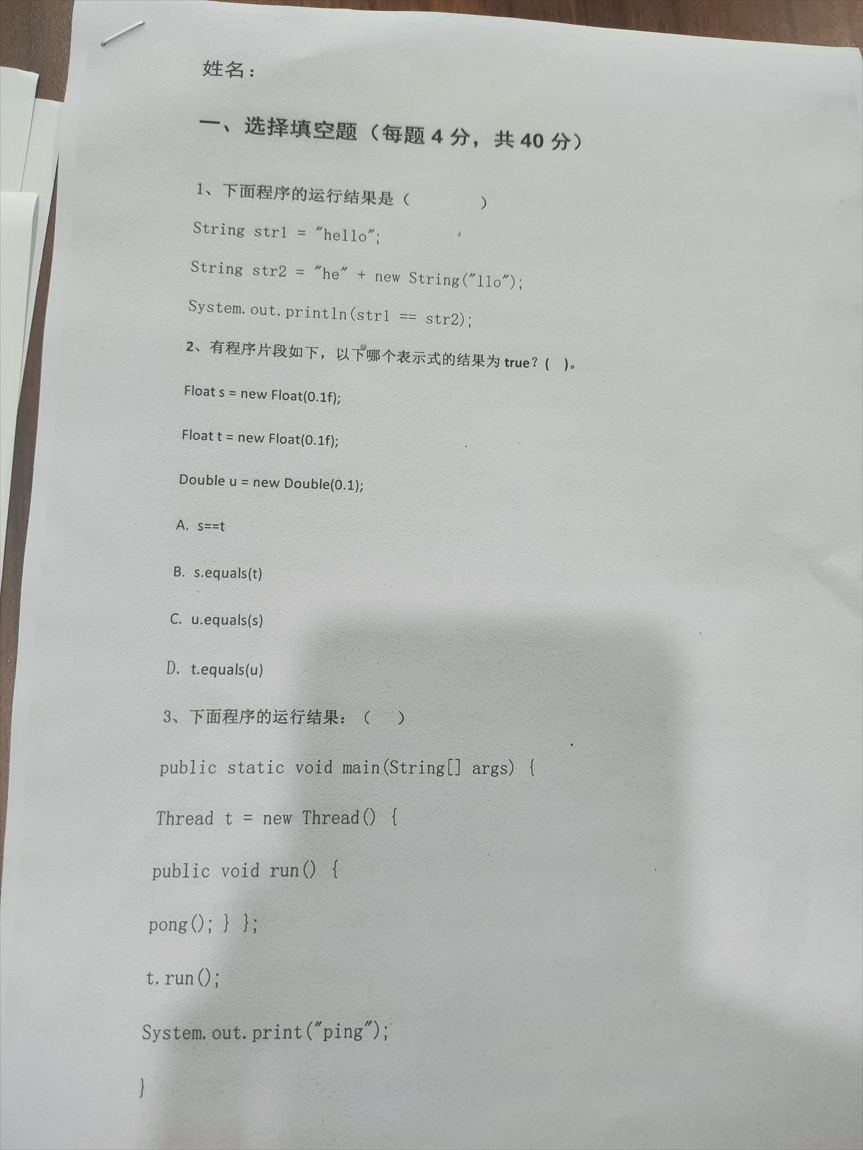 姓名：
一、选择填空题（每题 4 分，共 40 分）
1、下面程序的运行结果是（ ）
String str1 = "hello";
String str2 = "he" + new String("llo");
System.out.println(str1 == str2);
2、有程序片段如下，以下哪个表示式的结果为 true？( )。
Float s = new Float(0.1f);
Float t = new Float(0.1f);
Double u = new Double(0.1);
A. s==t
B. s.equals(t)
C. u.equals(s)
D. t.equals(u)
3、下面程序的运行结果：（ ）
public static void main(String[] args) {
Thread t = new Thread() {
public void run() {
pong(); } };
t.run();
System.out.print("ping");
}